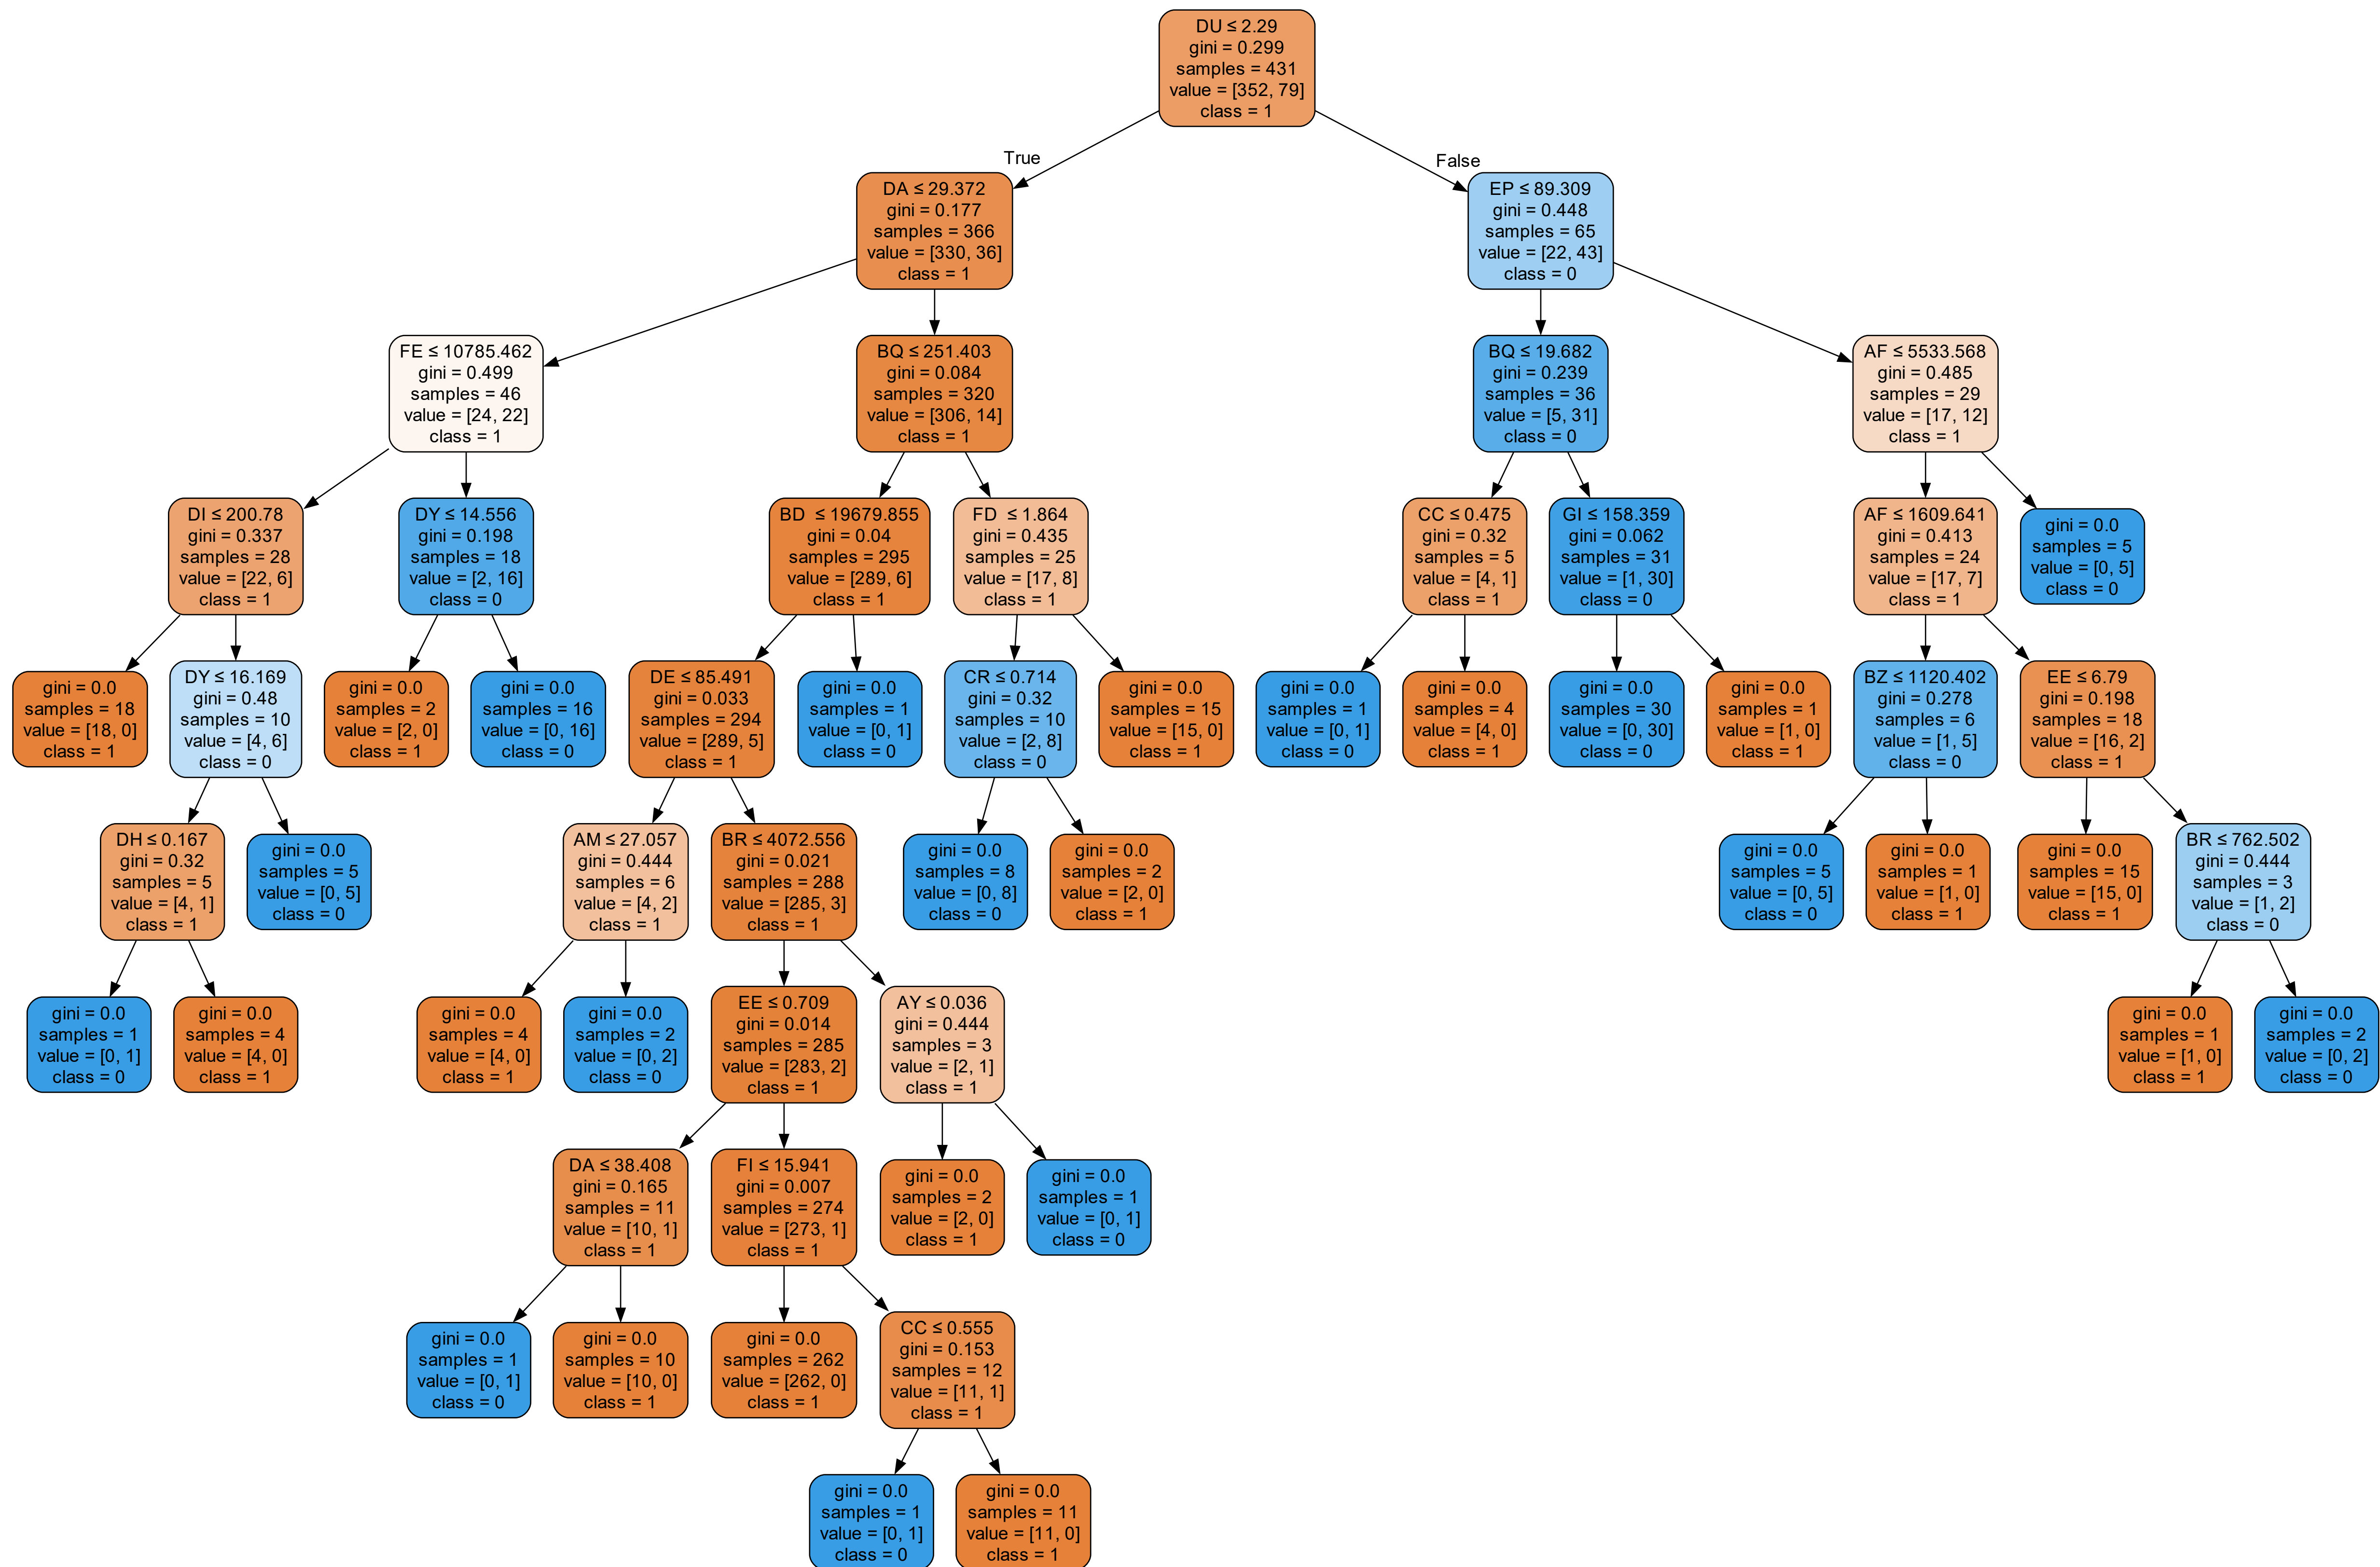 DU ≤ 2.29
gini = 0.299
samples = 431
value = [352, 79]
class = 1
True
False
DA ≤ 29.372
gini = 0.177
samples = 366
value = [330, 36]
class = 1
EP ≤ 89.309
gini = 0.448
samples = 65
value = [22, 43]
class = 0
FE ≤ 10785.462
gini = 0.499
samples = 46
value = [24, 22]
class = 1
BQ ≤ 251.403
gini = 0.084
samples = 320
value = [306, 14]
class = 1
BQ ≤ 19.682
gini = 0.239
samples = 36
value = [5, 31]
class = 0
AF ≤ 5533.568
gini = 0.485
samples = 29
value = [17, 12]
class = 1
DI ≤ 200.78
gini = 0.337
samples = 28
value = [22, 6]
class = 1
DY ≤ 14.556
gini = 0.198
samples = 18
value = [2, 16]
class = 0
BD  ≤ 19679.855
gini = 0.04
samples = 295
value = [289, 6]
class = 1
FD  ≤ 1.864
gini = 0.435
samples = 25
value = [17, 8]
class = 1
CC ≤ 0.475
gini = 0.32
samples = 5
value = [4, 1]
class = 1
GI ≤ 158.359
gini = 0.062
samples = 31
value = [1, 30]
class = 0
AF ≤ 1609.641
gini = 0.413
samples = 24
value = [17, 7]
class = 1
gini = 0.0
samples = 5
value = [0, 5]
class = 0
gini = 0.0
samples = 18
value = [18, 0]
class = 1
DY ≤ 16.169
gini = 0.48
samples = 10
value = [4, 6]
class = 0
gini = 0.0
samples = 2
value = [2, 0]
class = 1
gini = 0.0
samples = 16
value = [0, 16]
class = 0
DE ≤ 85.491
gini = 0.033
samples = 294
value = [289, 5]
class = 1
gini = 0.0
samples = 1
value = [0, 1]
class = 0
CR ≤ 0.714
gini = 0.32
samples = 10
value = [2, 8]
class = 0
gini = 0.0
samples = 15
value = [15, 0]
class = 1
gini = 0.0
samples = 1
value = [0, 1]
class = 0
gini = 0.0
samples = 4
value = [4, 0]
class = 1
gini = 0.0
samples = 30
value = [0, 30]
class = 0
gini = 0.0
samples = 1
value = [1, 0]
class = 1
BZ ≤ 1120.402
gini = 0.278
samples = 6
value = [1, 5]
class = 0
EE ≤ 6.79
gini = 0.198
samples = 18
value = [16, 2]
class = 1
DH ≤ 0.167
gini = 0.32
samples = 5
value = [4, 1]
class = 1
gini = 0.0
samples = 5
value = [0, 5]
class = 0
AM ≤ 27.057
gini = 0.444
samples = 6
value = [4, 2]
class = 1
BR ≤ 4072.556
gini = 0.021
samples = 288
value = [285, 3]
class = 1
gini = 0.0
samples = 8
value = [0, 8]
class = 0
gini = 0.0
samples = 2
value = [2, 0]
class = 1
gini = 0.0
samples = 5
value = [0, 5]
class = 0
gini = 0.0
samples = 1
value = [1, 0]
class = 1
gini = 0.0
samples = 15
value = [15, 0]
class = 1
BR ≤ 762.502
gini = 0.444
samples = 3
value = [1, 2]
class = 0
gini = 0.0
samples = 1
value = [0, 1]
class = 0
gini = 0.0
samples = 4
value = [4, 0]
class = 1
gini = 0.0
samples = 4
value = [4, 0]
class = 1
gini = 0.0
samples = 2
value = [0, 2]
class = 0
EE ≤ 0.709
gini = 0.014
samples = 285
value = [283, 2]
class = 1
AY ≤ 0.036
gini = 0.444
samples = 3
value = [2, 1]
class = 1
gini = 0.0
samples = 1
value = [1, 0]
class = 1
gini = 0.0
samples = 2
value = [0, 2]
class = 0
DA ≤ 38.408
gini = 0.165
samples = 11
value = [10, 1]
class = 1
FI ≤ 15.941
gini = 0.007
samples = 274
value = [273, 1]
class = 1
gini = 0.0
samples = 2
value = [2, 0]
class = 1
gini = 0.0
samples = 1
value = [0, 1]
class = 0
gini = 0.0
samples = 1
value = [0, 1]
class = 0
gini = 0.0
samples = 10
value = [10, 0]
class = 1
gini = 0.0
samples = 262
value = [262, 0]
class = 1
CC ≤ 0.555
gini = 0.153
samples = 12
value = [11, 1]
class = 1
gini = 0.0
samples = 1
value = [0, 1]
class = 0
gini = 0.0
samples = 11
value = [11, 0]
class = 1